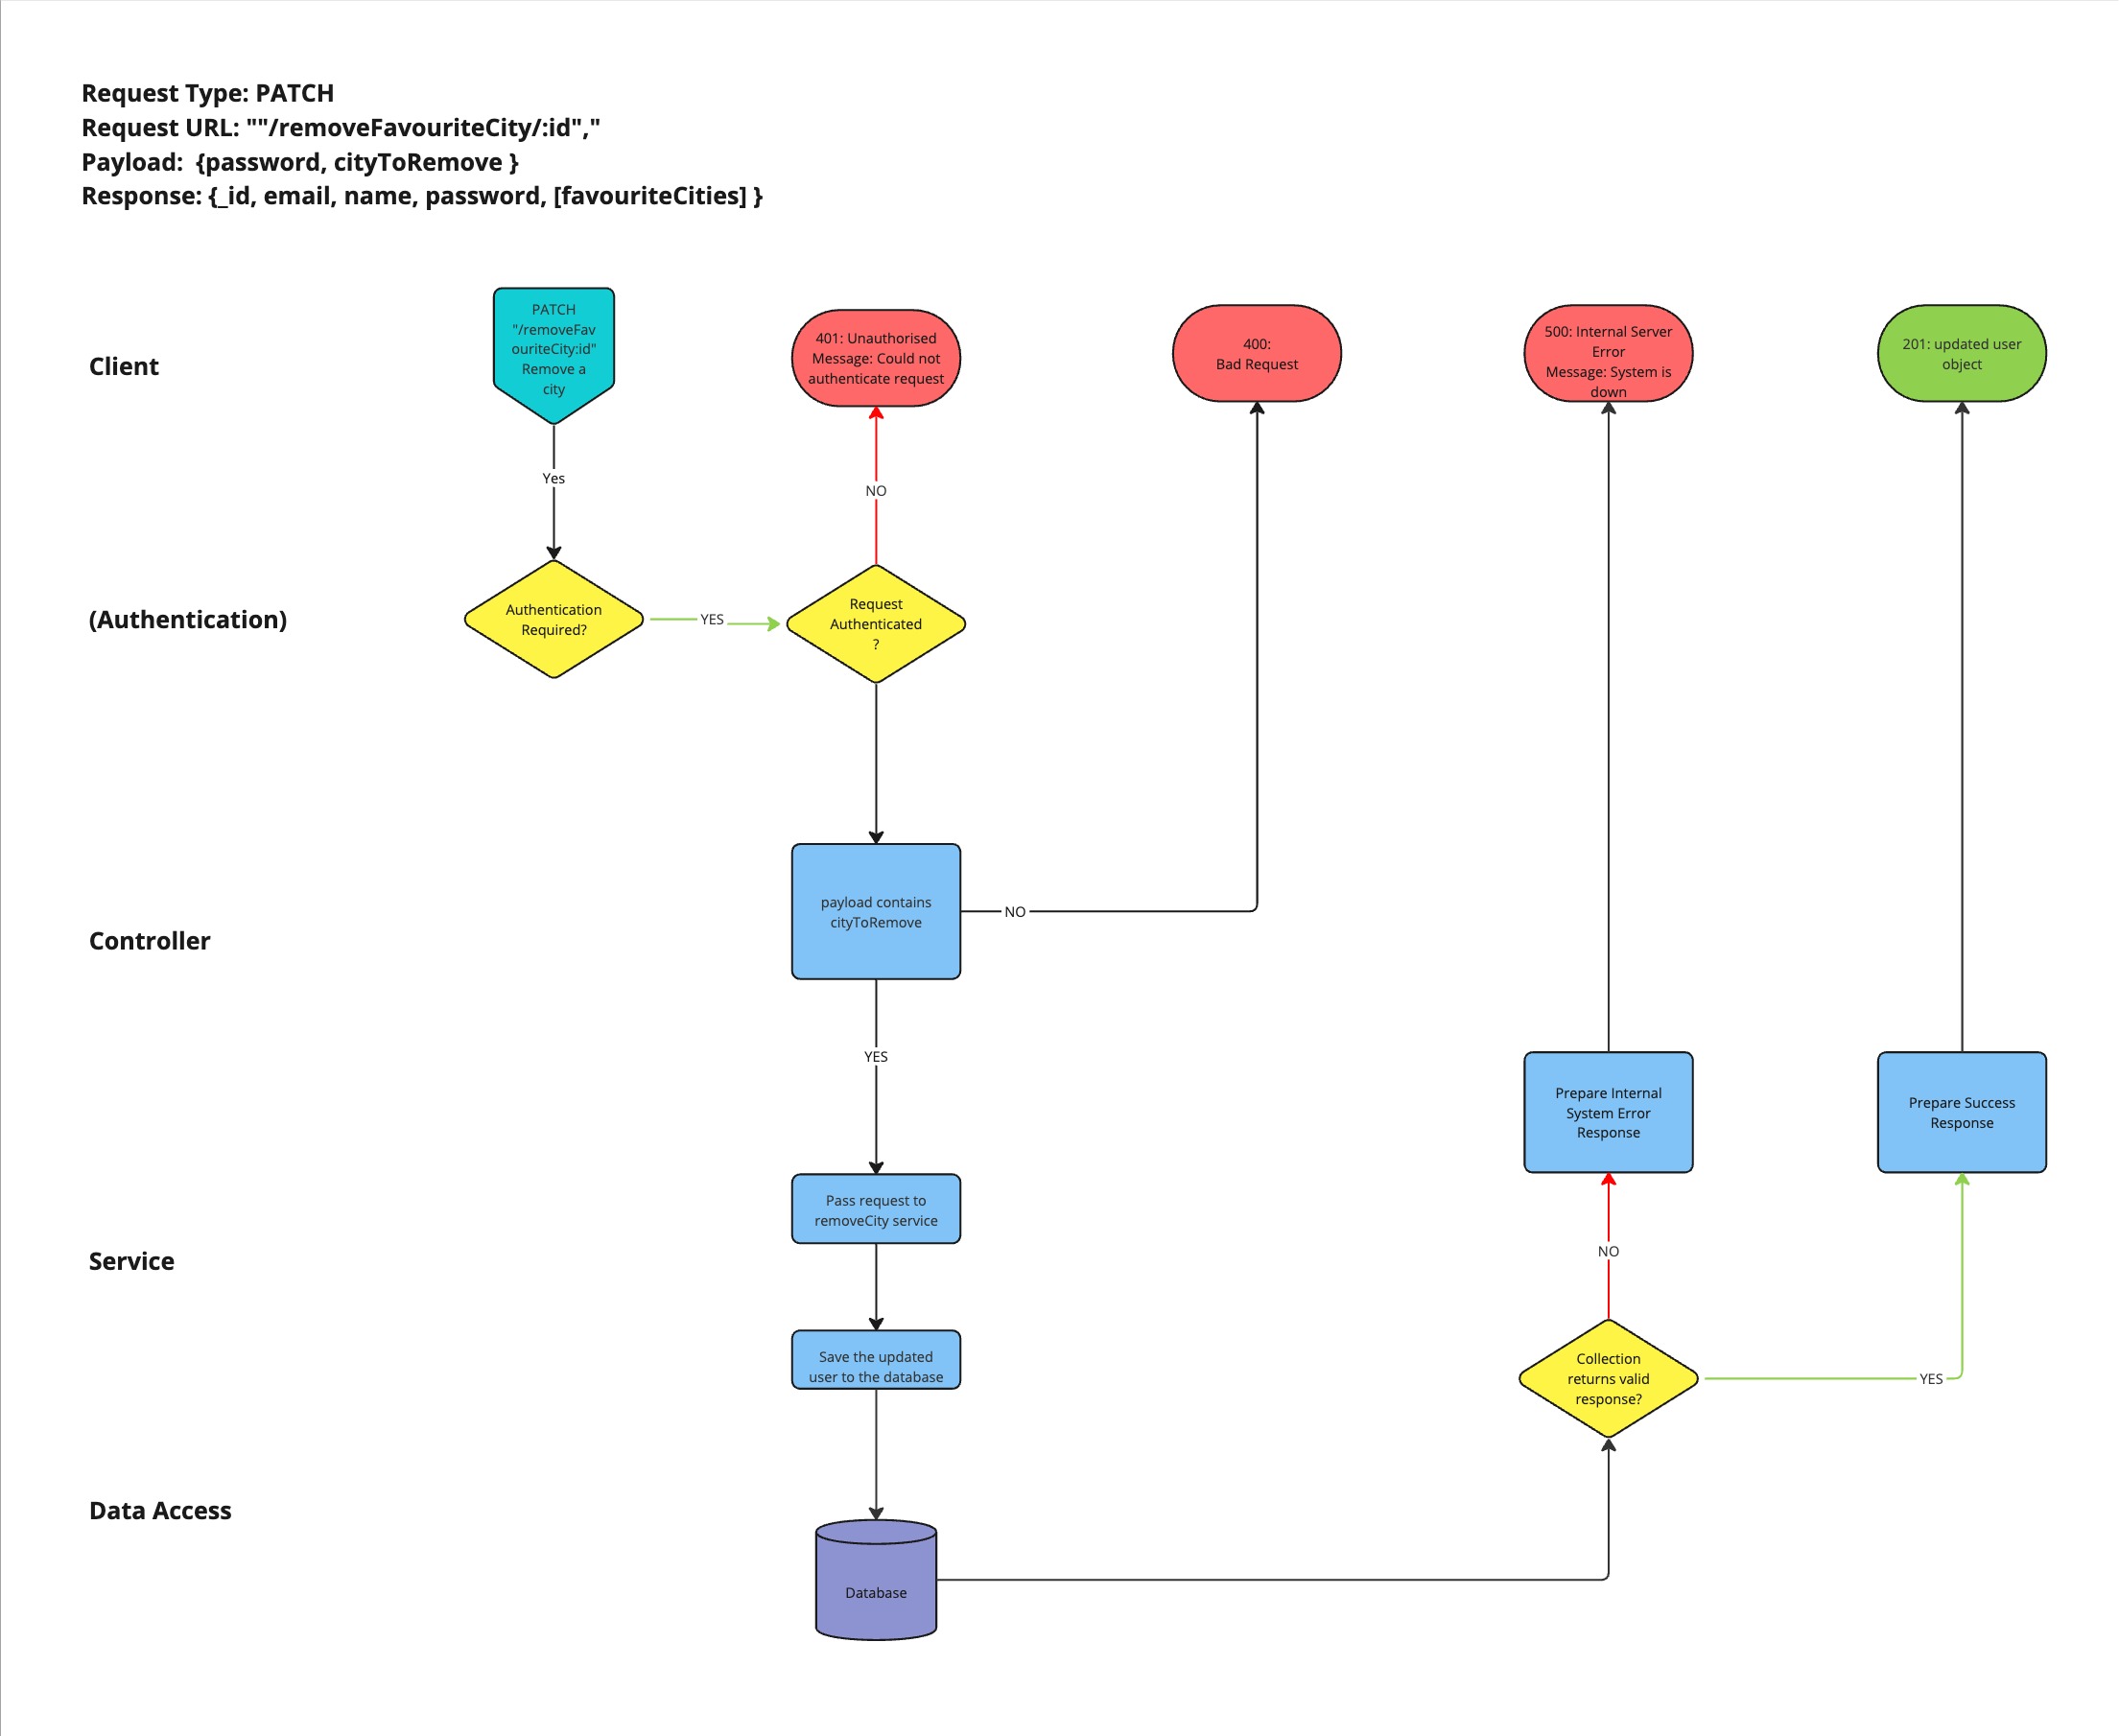 Request Type: PATCH
Request URL: ""/removeFavouriteCity/:id","
Payload:  {password, cityToRemove }
Response: {_id, email, name, password, [favouriteCities] }
Client
PATCH
"/removeFav
ouriteCity:id"
Remove a
city
401: Unauthorised
Message: Could not
authenticate request
400:
Bad Request
500: Internal Server
Error
Message: System is
down
201: updated user
object
Yes
NO
(Authentication)
Authentication
Required?
YES
Request
Authenticated
?
Controller
payload contains
cityToRemove
NO
YES
Prepare Internal
System Error
Response
Prepare Success
Response
Service
Pass request to
removeCity service
NO
Save the updated
user to the database
Collection
returns valid
response?
YES
Data Access
Database